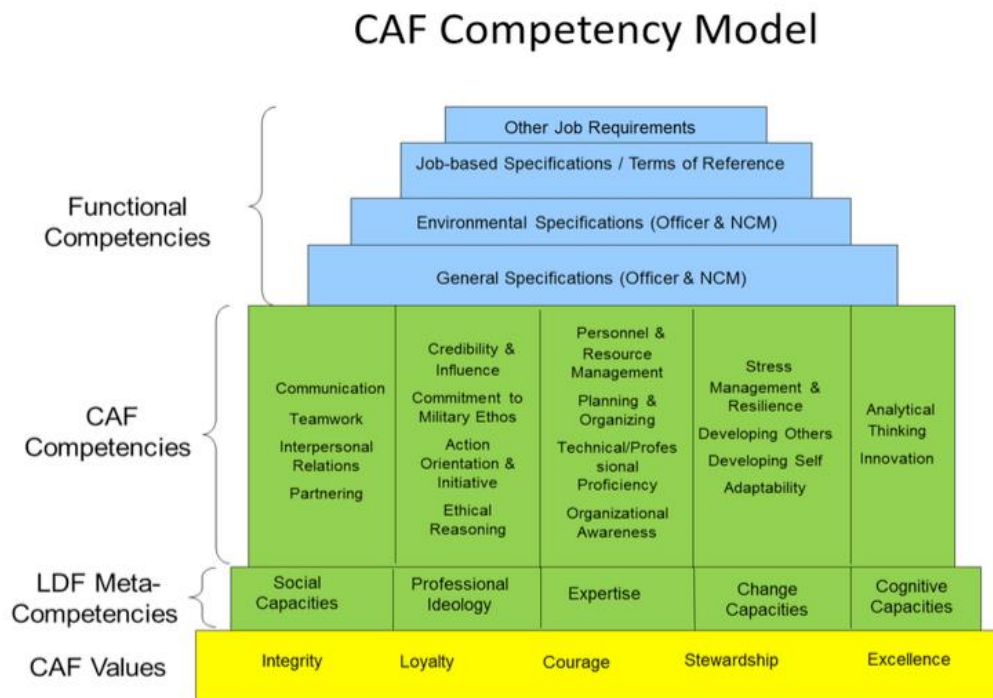 CAF Competency Model
Functional
Competencies
Other Job Requirements
Job-based Specifications / Terms of Reference
Environmental Specifications (Officer & NCM)
General Specifications (Officer & NCM)
CAF
Competencies
Communication
Teamwork
Interpersonal
Relations
Partnering
Credibility &
Influence
Commitment to
Military Ethos
Action
Orientation &
Initiative
Ethical
Reasoning
Personnel &
Resource
Management
Planning &
Organizing
Technical/Profes
sional
Proficiency
Organizational
Awareness
Stress
Management &
Resilience
Developing Others
Developing Self
Adaptability
Analytical
Thinking
Innovation
LDF Meta-
Competencies
Social
Capacities
Professional
Ideology
Expertise
Change
Capacities
Cognitive
Capacities
CAF Values
Integrity
Loyalty
Courage
Stewardship
Excellence